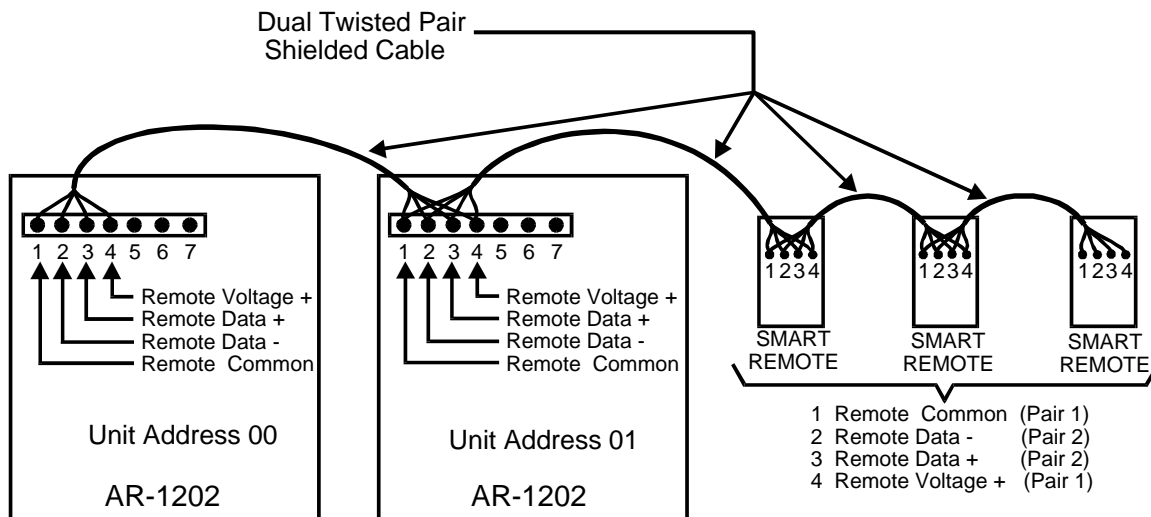 Dual Twisted Pair
Shielded Cable
1 2 3 4 5 6 7
Remote Voltage +
Remote Data +
Remote Data -
Remote Common
Unit Address 00
AR-1202
1 2 3 4 5 6 7
Remote Voltage +
Remote Data +
Remote Data -
Remote Common
Unit Address 01
AR-1202
1234
SMART
REMOTE
1234
SMART
REMOTE
1234
SMART
REMOTE
1 Remote Common (Pair 1)
2 Remote Data - (Pair 2)
3 Remote Data + (Pair 2)
4 Remote Voltage + (Pair 1)